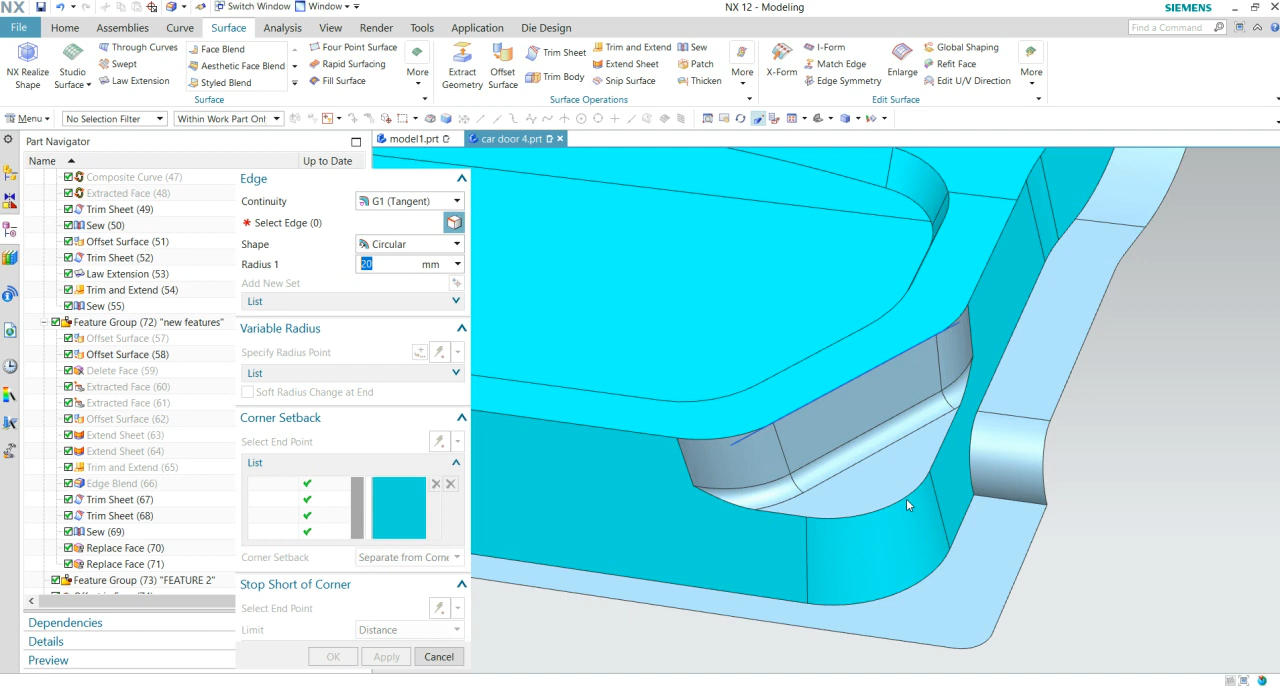 NX
Switch Window
Window
NX 12 - Modeling
SIEMENS
File
Home
Assemblies
Curve
Surface
Analysis
View
Render
Tools
Application
Die Design
Find a Command
NX Realize Shape
Studio Surface
Through Curves
Swept
Law Extension
Face Blend
Aesthetic Face Blend
Styled Blend
Four Point Surface
Rapid Surfacing
Fill Surface
More
Surface
Extract Geometry
Offset Surface
Trim Sheet
Trim Body
Trim and Extend
Extend Sheet
Snip Surface
Sew
Patch
Thicken
More
Surface Operations
X-Form
I-Form
Match Edge
Edge Symmetry
Enlarge
Global Shaping
Refit Face
Edit U/V Direction
More
Edit Surface
Menu
No Selection Filter
Within Work Part Onl
Part Navigator
model1.prt
car door 4.prt
Name
Up to Date
Composite Curve (47)
Extracted Face (48)
Trim Sheet (49)
Sew (50)
Offset Surface (51)
Trim Sheet (52)
Law Extension (53)
Trim and Extend (54)
Sew (55)
Feature Group (72) "new features"
Offset Surface (57)
Offset Surface (58)
Delete Face (59)
Extracted Face (60)
Extracted Face (61)
Offset Surface (62)
Extend Sheet (63)
Extend Sheet (64)
Trim and Extend (65)
Edge Blend (66)
Trim Sheet (67)
Trim Sheet (68)
Sew (69)
Replace Face (70)
Replace Face (71)
Feature Group (73) "FEATURE 2"
Dependencies
Details
Preview
Edge
Continuity
G1 (Tangent)
* Select Edge (0)
Shape
Circular
Radius 1
20
mm
Add New Set
List
Variable Radius
Specify Radius Point
List
Soft Radius Change at End
Corner Setback
Select End Point
List
Corner Setback
Separate from Corne
Stop Short of Corner
Select End Point
Limit
Distance
OK
Apply
Cancel